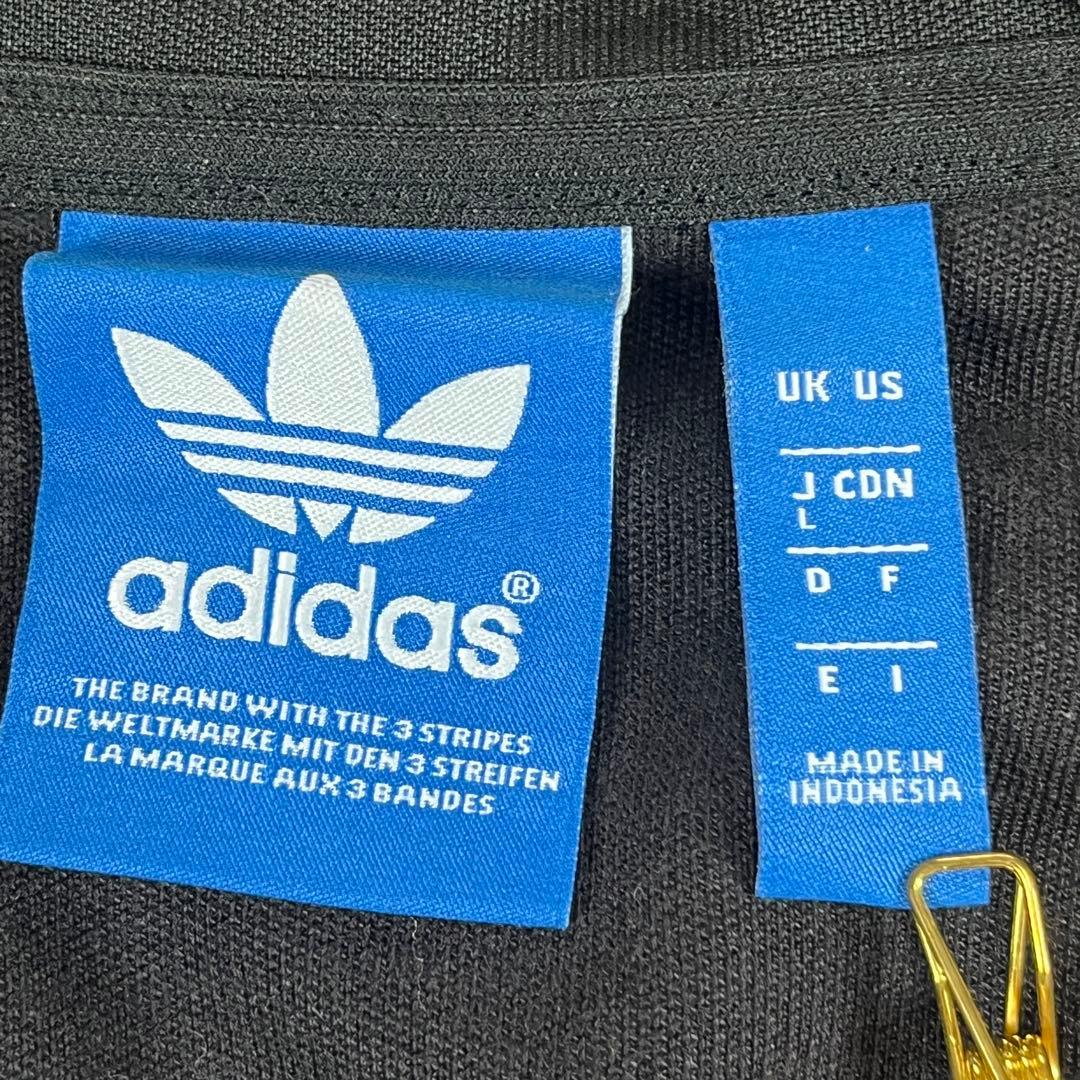 adidas®
THE BRAND WITH THE 3 STRIPES
DIE WELTMARKE MIT DEN 3 STREIFEN
LA MARQUE AUX 3 BANDES
UK US
J CDN
L
D F
E I
MADE IN
INDONESIA